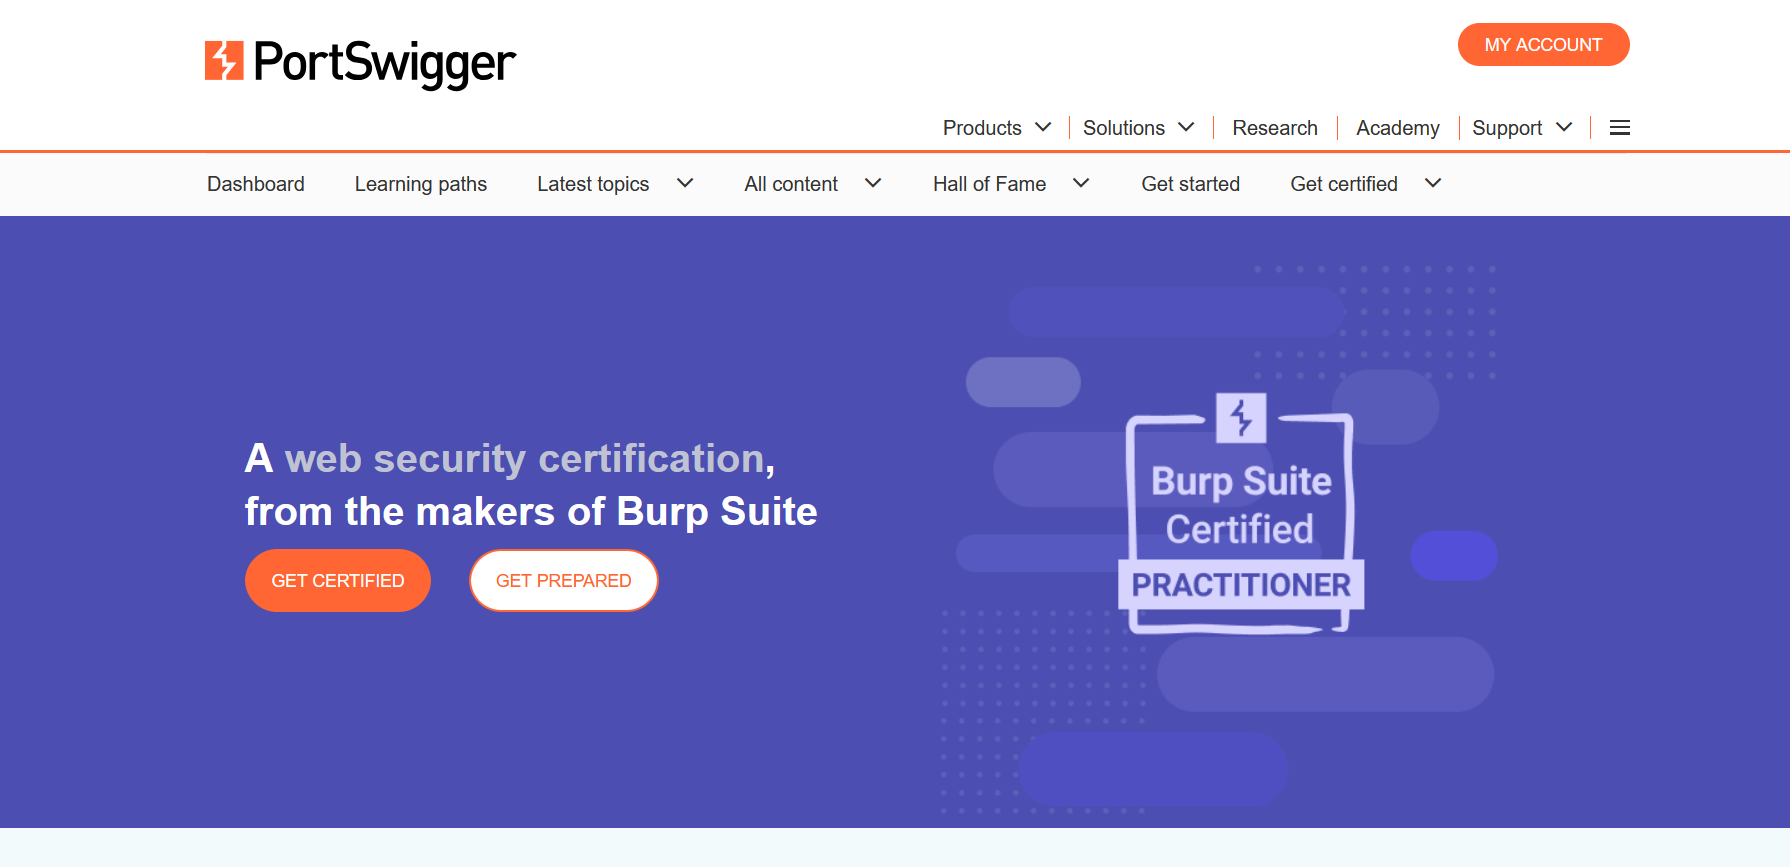 PortSwigger
MY ACCOUNT
Products Solutions Research Academy Support
Dashboard Learning paths Latest topics All content Hall of Fame Get started Get certified
A web security certification,
from the makers of Burp Suite
GET CERTIFIED GET PREPARED
Burp Suite
Certified
PRACTITIONER